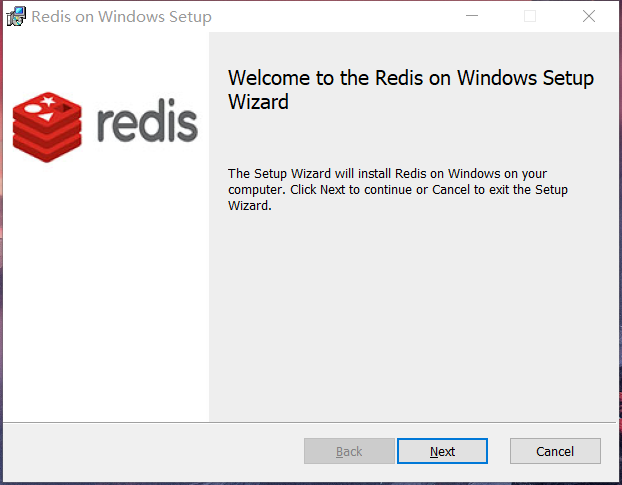 Redis on Windows Setup
redis
Welcome to the Redis on Windows Setup
Wizard
The Setup Wizard will install Redis on Windows on your
computer. Click Next to continue or Cancel to exit the Setup
Wizard.
Back Next Cancel